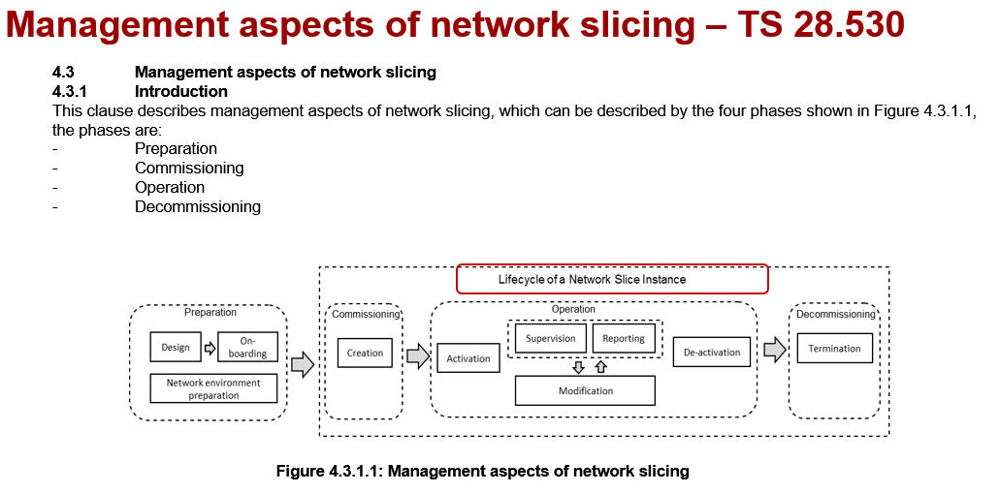 Management aspects of network slicing – TS 28.530
4.3 Management aspects of network slicing
4.3.1 Introduction
This clause describes management aspects of network slicing, which can be described by the four phases shown in Figure 4.3.1.1,
the phases are:
- Preparation
- Commissioning
- Operation
- Decommissioning
Lifecycle of a Network Slice Instance
Preparation
Design
On-
boarding
Network environment
preparation
Commissioning
Creation
Operation
Activation
Supervision
Reporting
Modification
De-activation
Decommissioning
Termination
Figure 4.3.1.1: Management aspects of network slicing